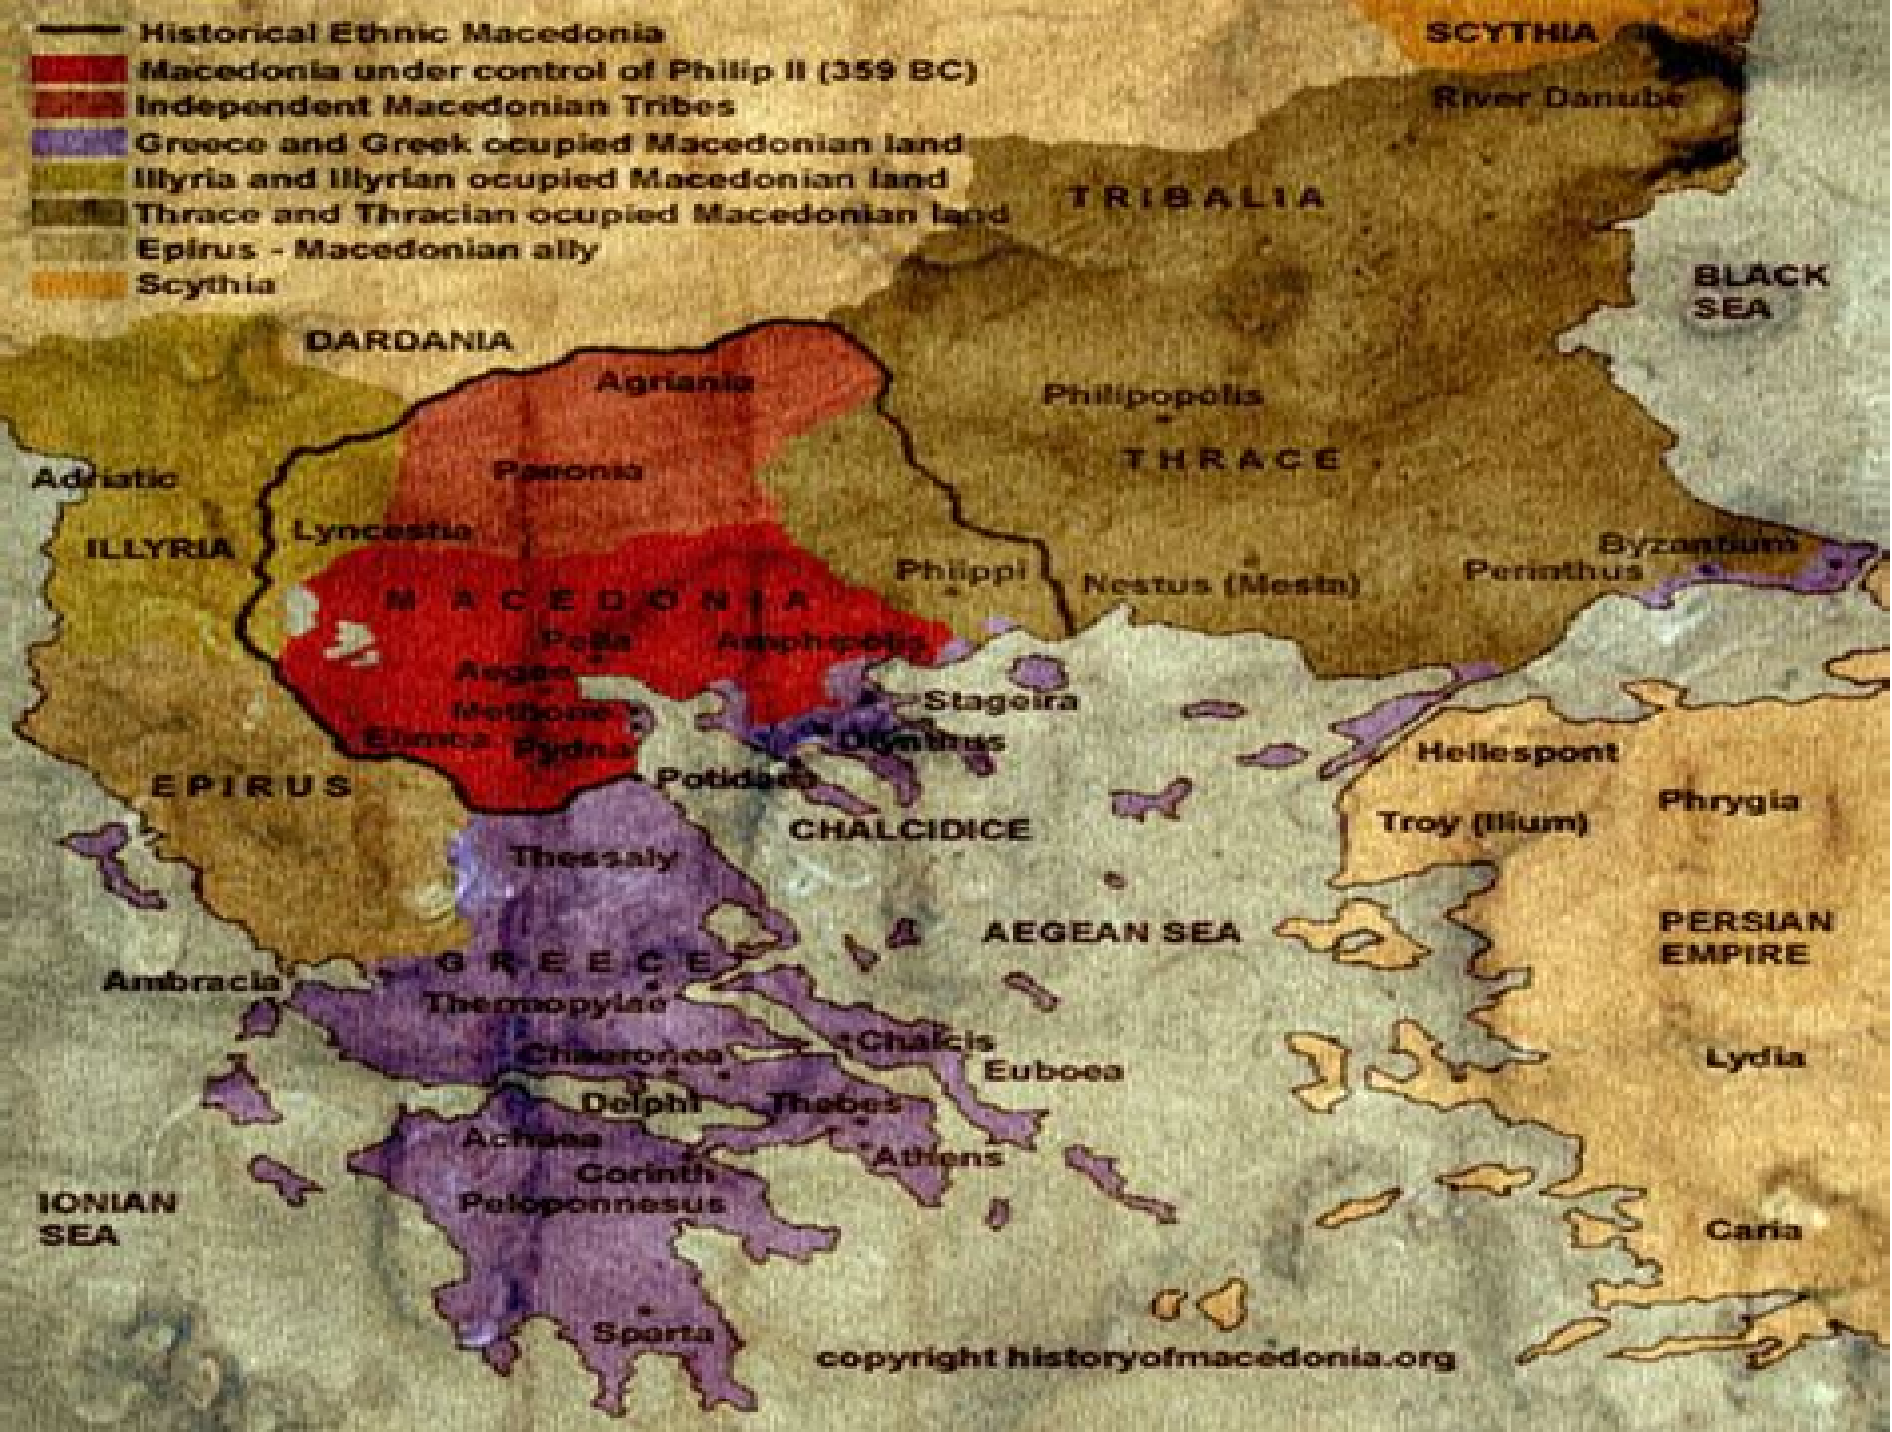 Historical Ethnic Macedonia
Macedonia under control of Philip II (359 BC)
Independent Macedonian Tribes
Greece and Greek ocupied Macedonian land
Illyria and Illyrian ocupied Macedonian land
Thrace and Thracian ocupied Macedonian land
Epirus - Macedonian ally
Scythia
SCYTHIA
River Danube
TRIBALIA
BLACK
SEA
DARDANIA
Agriania
Philipopolis
THRACE
Adriatic
Paeonia
Lyncestia
ILLYRIA
Byzantium
Perinthus
Philppi
Nestus (Mesta)
MACEDONIA
Pella
Amphipolis
Aegae
Methone
Stageira
Elimea
Pydna
Olynthus
Hellespont
EPIRUS
Potidaea
Phrygia
CHALCIDICE
Troy (Ilium)
Thessaly
AEGEAN SEA
PERSIAN
EMPIRE
GREECE
Ambracia
Thermopylae
Chaeronea
Chalcis
Euboea
Lydia
Delphi
Thebes
Achaea
Athens
Corinth
Peloponnesus
IONIAN
SEA
Caria
Sparta
copyright historyofmacedonia.org